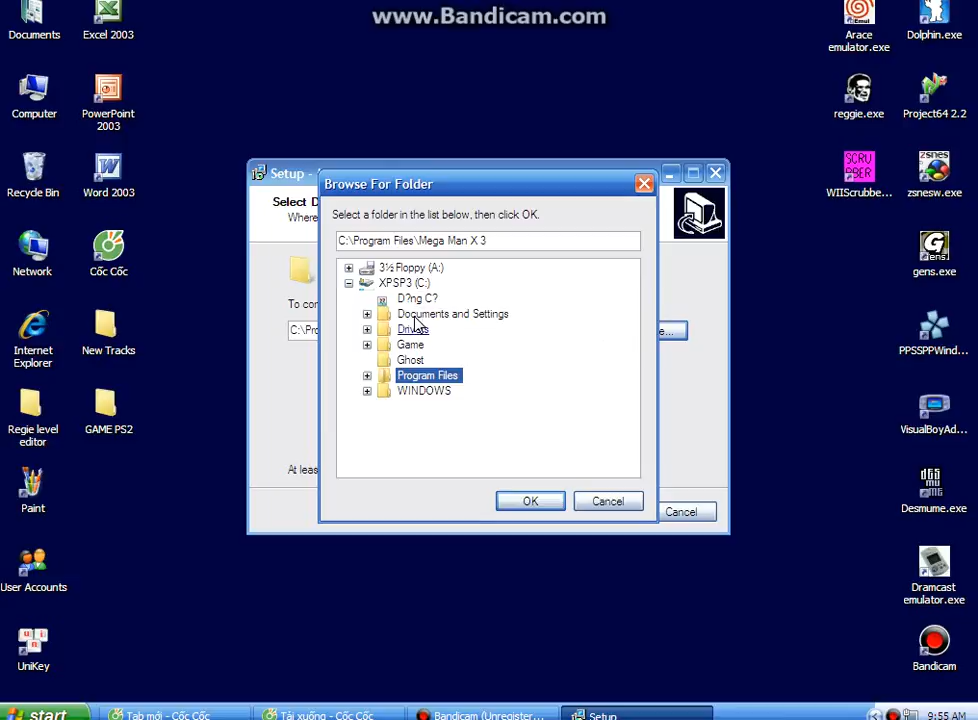 www.Bandicam.com
Documents
Excel 2003
Arace
emulator.exe
Dolphin.exe
Computer
PowerPoint
2003
reggie.exe
Project64 2.2
Recycle Bin
Word 2003
SCRU
BBER
WIIScrubbe...
zsnes
zsnesw.exe
Network
Cốc Cốc
Gens
gens.exe
Internet
Explorer
New Tracks
PPSSPPWind...
Regie level
editor
GAME PS2
VisualBoyAd...
Paint
Desmume.exe
User Accounts
Dramcast
emulator.exe
UniKey
Bandicam
Setup -
Select D
Where
To con
C:\Pro
e...
At leas
Cancel
Browse For Folder
Select a folder in the list below, then click OK.
C:\Program Files\Mega Man X 3
3½ Floppy (A:)
XPSP3 (C:)
D?ng C?
Documents and Settings
Drivers
Game
Ghost
Program Files
WINDOWS
OK
Cancel
start
Tab mới - Cốc Cốc
Tải xuống - Cốc Cốc
Bandicam (Unregister...
Setup
9:55 AM